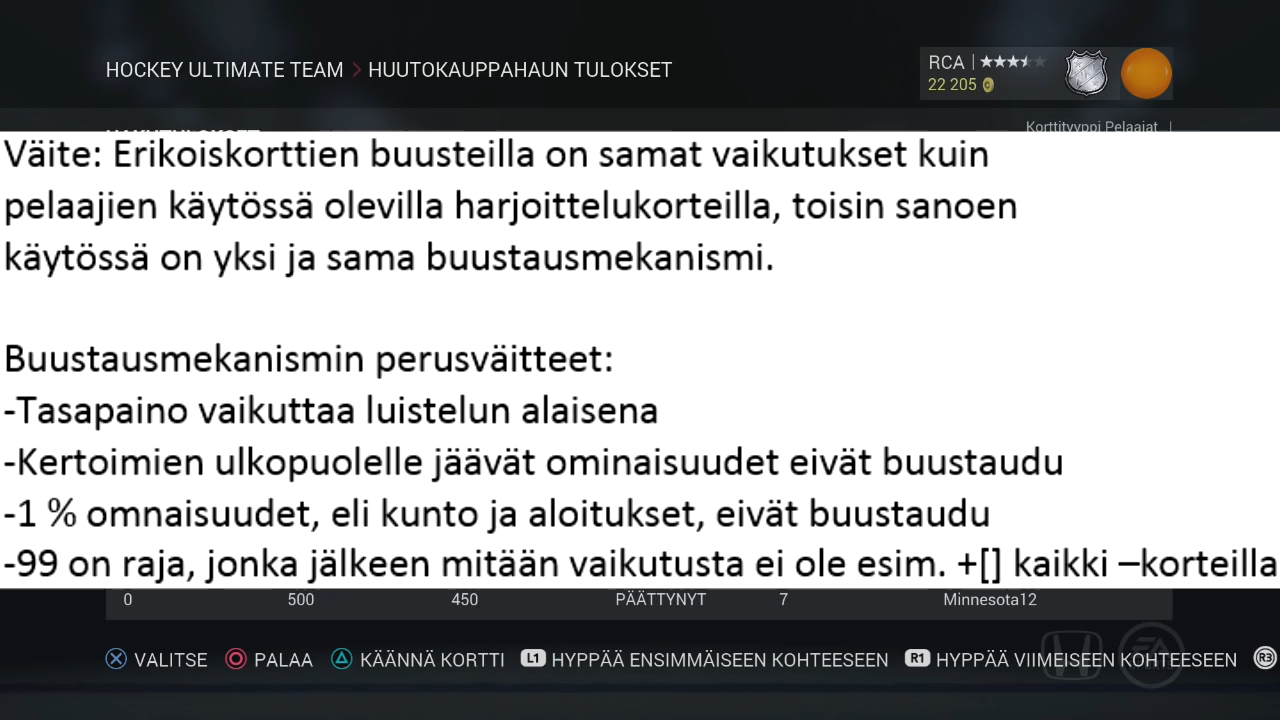 HOCKEY ULTIMATE TEAM > HUUTOKAUPPAHAUN TULOKSET
RCA | ★★★
22 205
Korttityyppi Pelaajat |
Väite: Erikoiskorttien buusteilla on samat vaikutukset kuin
pelaajien käytössä olevilla harjoittelukorteilla, toisin sanoen
käytössä on yksi ja sama buustausmekanismi.
Buustausmekanismin perusväitteet:
-Tasapaino vaikuttaa luistelun alaisena
-Kertoimien ulkopuolelle jäävät ominaisuudet eivät buustaudu
-1 % omnaisuudet, eli kunto ja aloitukset, eivät buustaudu
-99 on raja, jonka jälkeen mitään vaikutusta ei ole esim. +[] kaikki –korteilla
0 500 450 PÄÄTTYNYT 7 Minnesota12
VALITSE PALAA KÄÄNNÄ KORTTI L1 HYPPÄÄ ENSIMMÄISEEN KOHTEESEEN R1 HYPPÄÄ VIIMEISEEN KOHTEESEEN R3